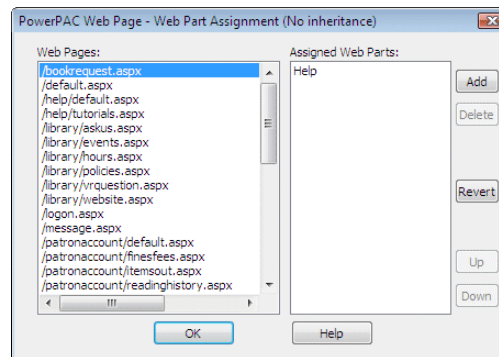 PowerPAC Web Page - Web Part Assignment (No inheritance)
Web Pages:
/bookrequest.aspx
/default.aspx
/help/default.aspx
/help/tutorials.aspx
/library/askus.aspx
/library/events.aspx
/library/hours.aspx
/library/policies.aspx
/library/vrquestion.aspx
/library/website.aspx
/logon.aspx
/message.aspx
/patronaccount/default.aspx
/patronaccount/finesfees.aspx
/patronaccount/itemsout.aspx
/patronaccount/readinghistory.aspx
Assigned Web Parts:
Help
Add
Delete
Revert
Up
Down
OK
Help